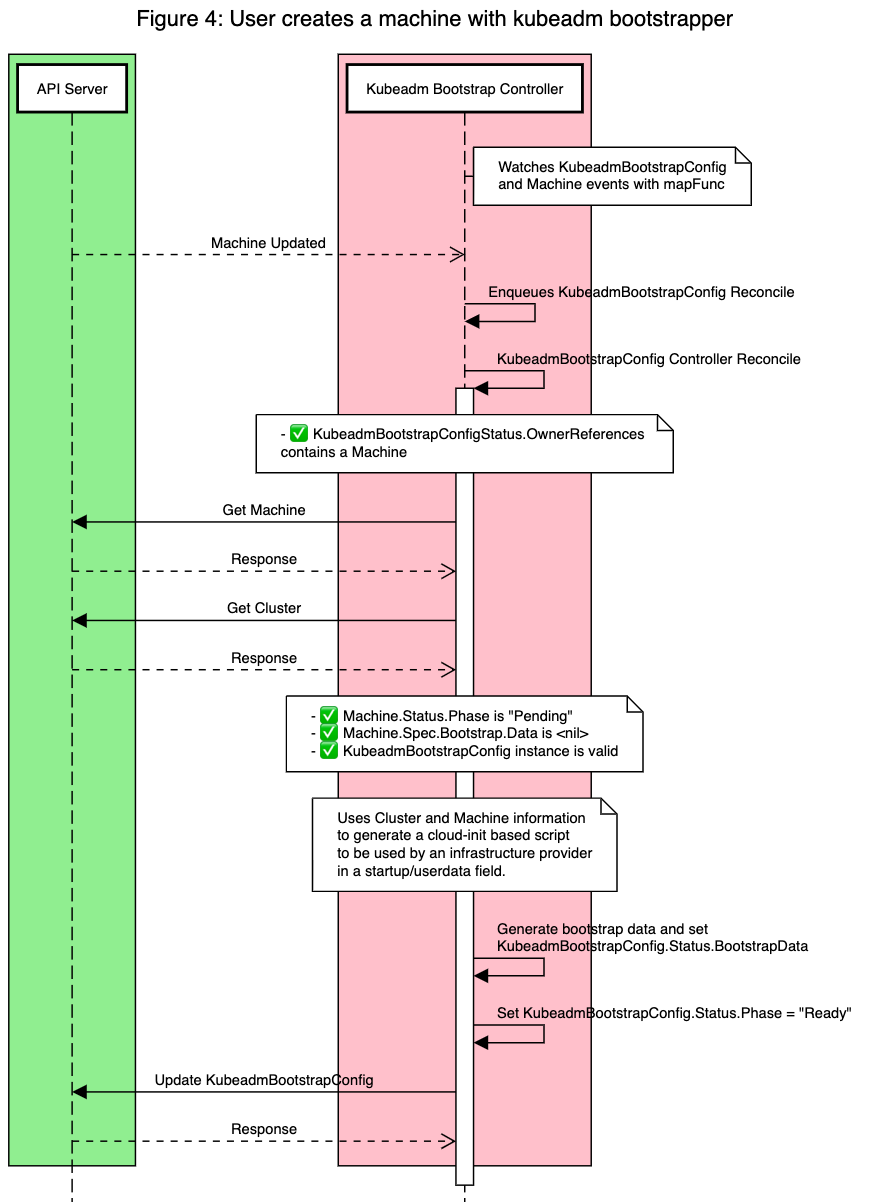 Figure 4: User creates a machine with kubeadm bootstrapper
API Server
Kubeadm Bootstrap Controller
Watches KubeadmBootstrapConfig
and Machine events with mapFunc
Machine Updated
Enqueues KubeadmBootstrapConfig Reconcile
KubeadmBootstrapConfig Controller Reconcile
- ✅ KubeadmBootstrapConfigStatus.OwnerReferences
contains a Machine
Get Machine
Response
Get Cluster
Response
- ✅ Machine.Status.Phase is "Pending"
- ✅ Machine.Spec.Bootstrap.Data is <nil>
- ✅ KubeadmBootstrapConfig instance is valid
Uses Cluster and Machine information
to generate a cloud-init based script
to be used by an infrastructure provider
in a startup/userdata field.
Generate bootstrap data and set
KubeadmBootstrapConfig.Status.BootstrapData
Set KubeadmBootstrapConfig.Status.Phase = "Ready"
Update KubeadmBootstrapConfig
Response